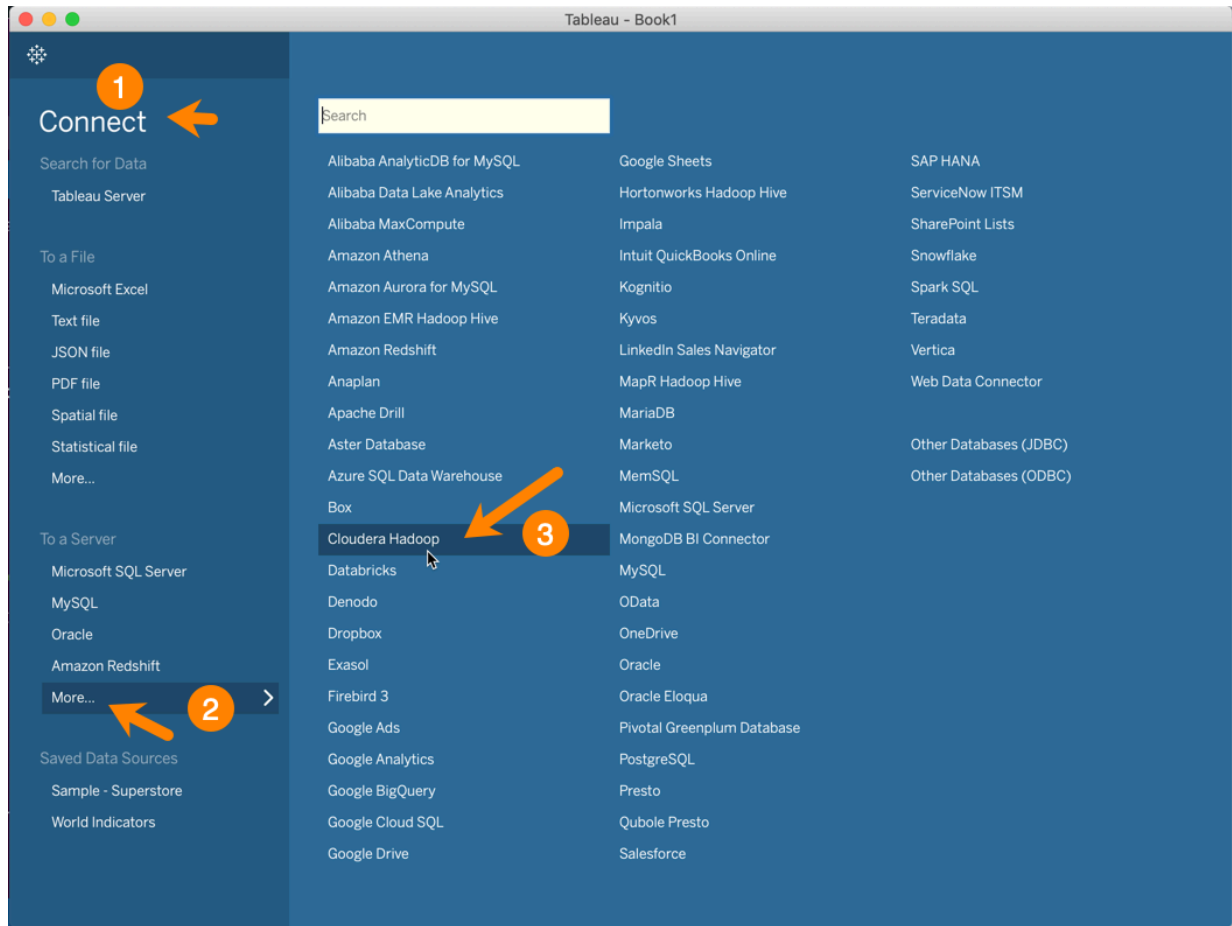 Tableau - Book1
1
Connect
Search for Data
Tableau Server
To a File
Microsoft Excel
Text file
JSON file
PDF file
Spatial file
Statistical file
More...
To a Server
Microsoft SQL Server
MySQL
Oracle
Amazon Redshift
More...
2
Saved Data Sources
Sample - Superstore
World Indicators
Search
Alibaba AnalyticDB for MySQL
Alibaba Data Lake Analytics
Alibaba MaxCompute
Amazon Athena
Amazon Aurora for MySQL
Amazon EMR Hadoop Hive
Amazon Redshift
Anaplan
Apache Drill
Aster Database
Azure SQL Data Warehouse
Box
Cloudera Hadoop
3
Databricks
Denodo
Dropbox
Exasol
Firebird 3
Google Ads
Google Analytics
Google BigQuery
Google Cloud SQL
Google Drive
Google Sheets
Hortonworks Hadoop Hive
Impala
Intuit QuickBooks Online
Kognitio
Kyvos
LinkedIn Sales Navigator
MapR Hadoop Hive
MariaDB
Marketo
MemSQL
Microsoft SQL Server
MongoDB BI Connector
MySQL
OData
OneDrive
Oracle
Oracle Eloqua
Pivotal Greenplum Database
PostgreSQL
Presto
Qubole Presto
Salesforce
SAP HANA
ServiceNow ITSM
SharePoint Lists
Snowflake
Spark SQL
Teradata
Vertica
Web Data Connector
Other Databases (JDBC)
Other Databases (ODBC)